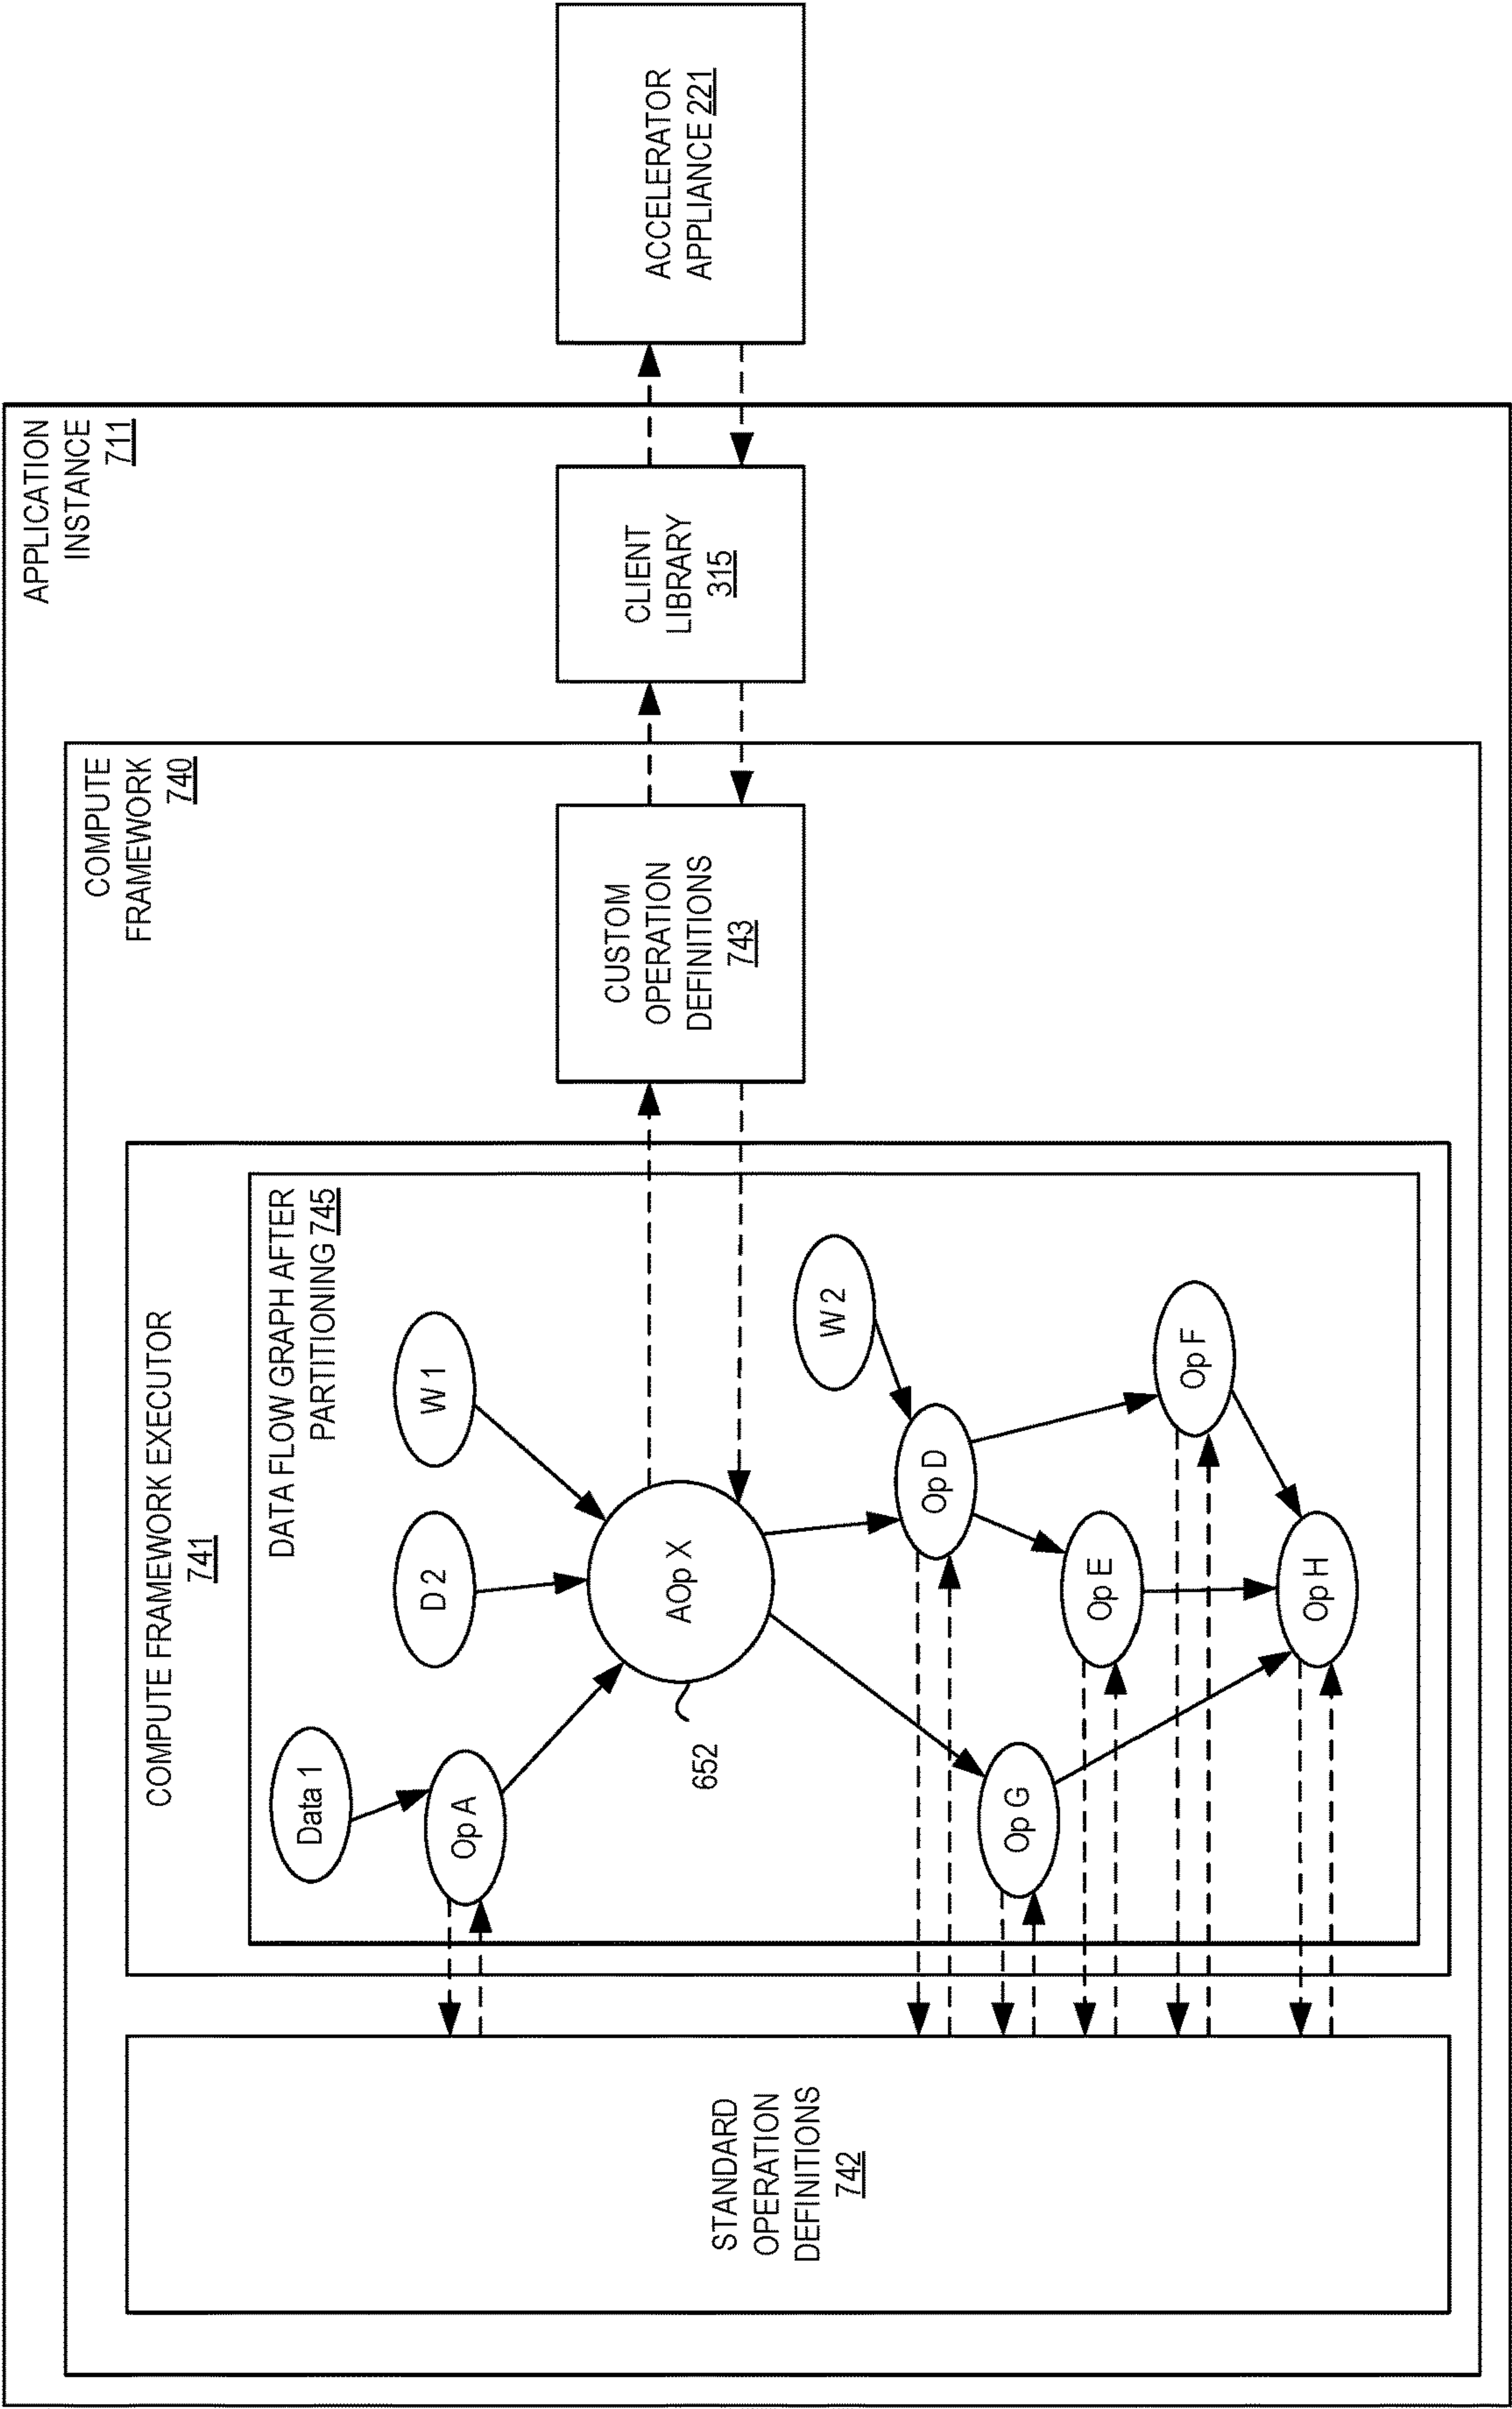 APPLICATION
INSTANCE
711
COMPUTE
FRAMEWORK
740
COMPUTE FRAMEWORK EXECUTOR
741
DATA FLOW GRAPH AFTER
PARTITIONING 745
STANDARD
OPERATION
DEFINITIONS
742
Data 1
D 2
W 1
Op A
AOp X
652
W 2
Op D
Op G
Op E
Op F
Op H
CUSTOM
OPERATION
DEFINITIONS
743
CLIENT
LIBRARY
315
ACCELERATOR
APPLIANCE 221